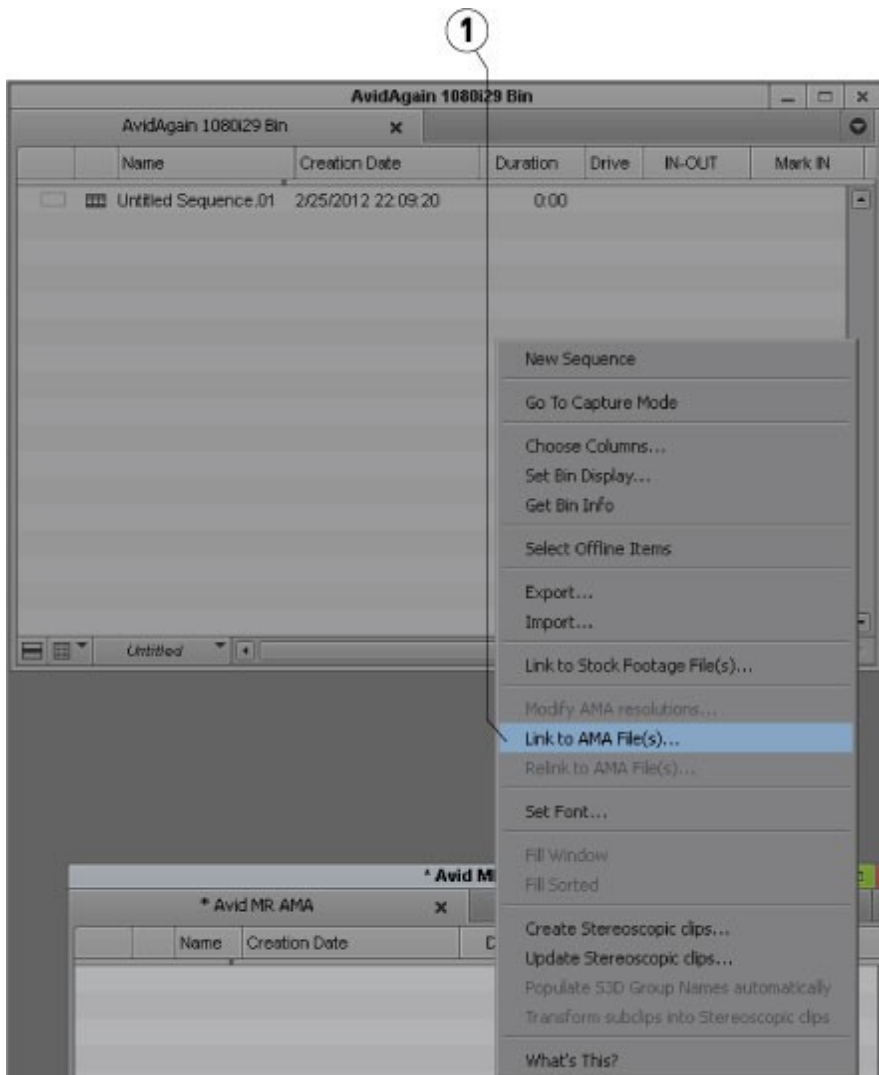 1
AvidAgain 1080i29 Bin
AvidAgain 1080i29 Bin
Name Creation Date Duration Drive IN-OUT Mark IN
Untitled Sequence.01 2/25/2012 22:09:20 0:00
New Sequence
Go To Capture Mode
Choose Columns...
Set Bin Display...
Get Bin Info
Select Offline Items
Export...
Import...
Untitled
Link to Stock Footage File(s)...
Modify AMA resolutions...
Link to AMA File(s)...
Relink to AMA File(s)...
Set Font...
Fill Window
Fill Sorted
* Avid M
* Avid MR AMA
Name Creation Date D
Create Stereoscopic clips...
Update Stereoscopic clips...
Populate S3D Group Names automatically
Transform subclips into Stereoscopic clips
What's This?